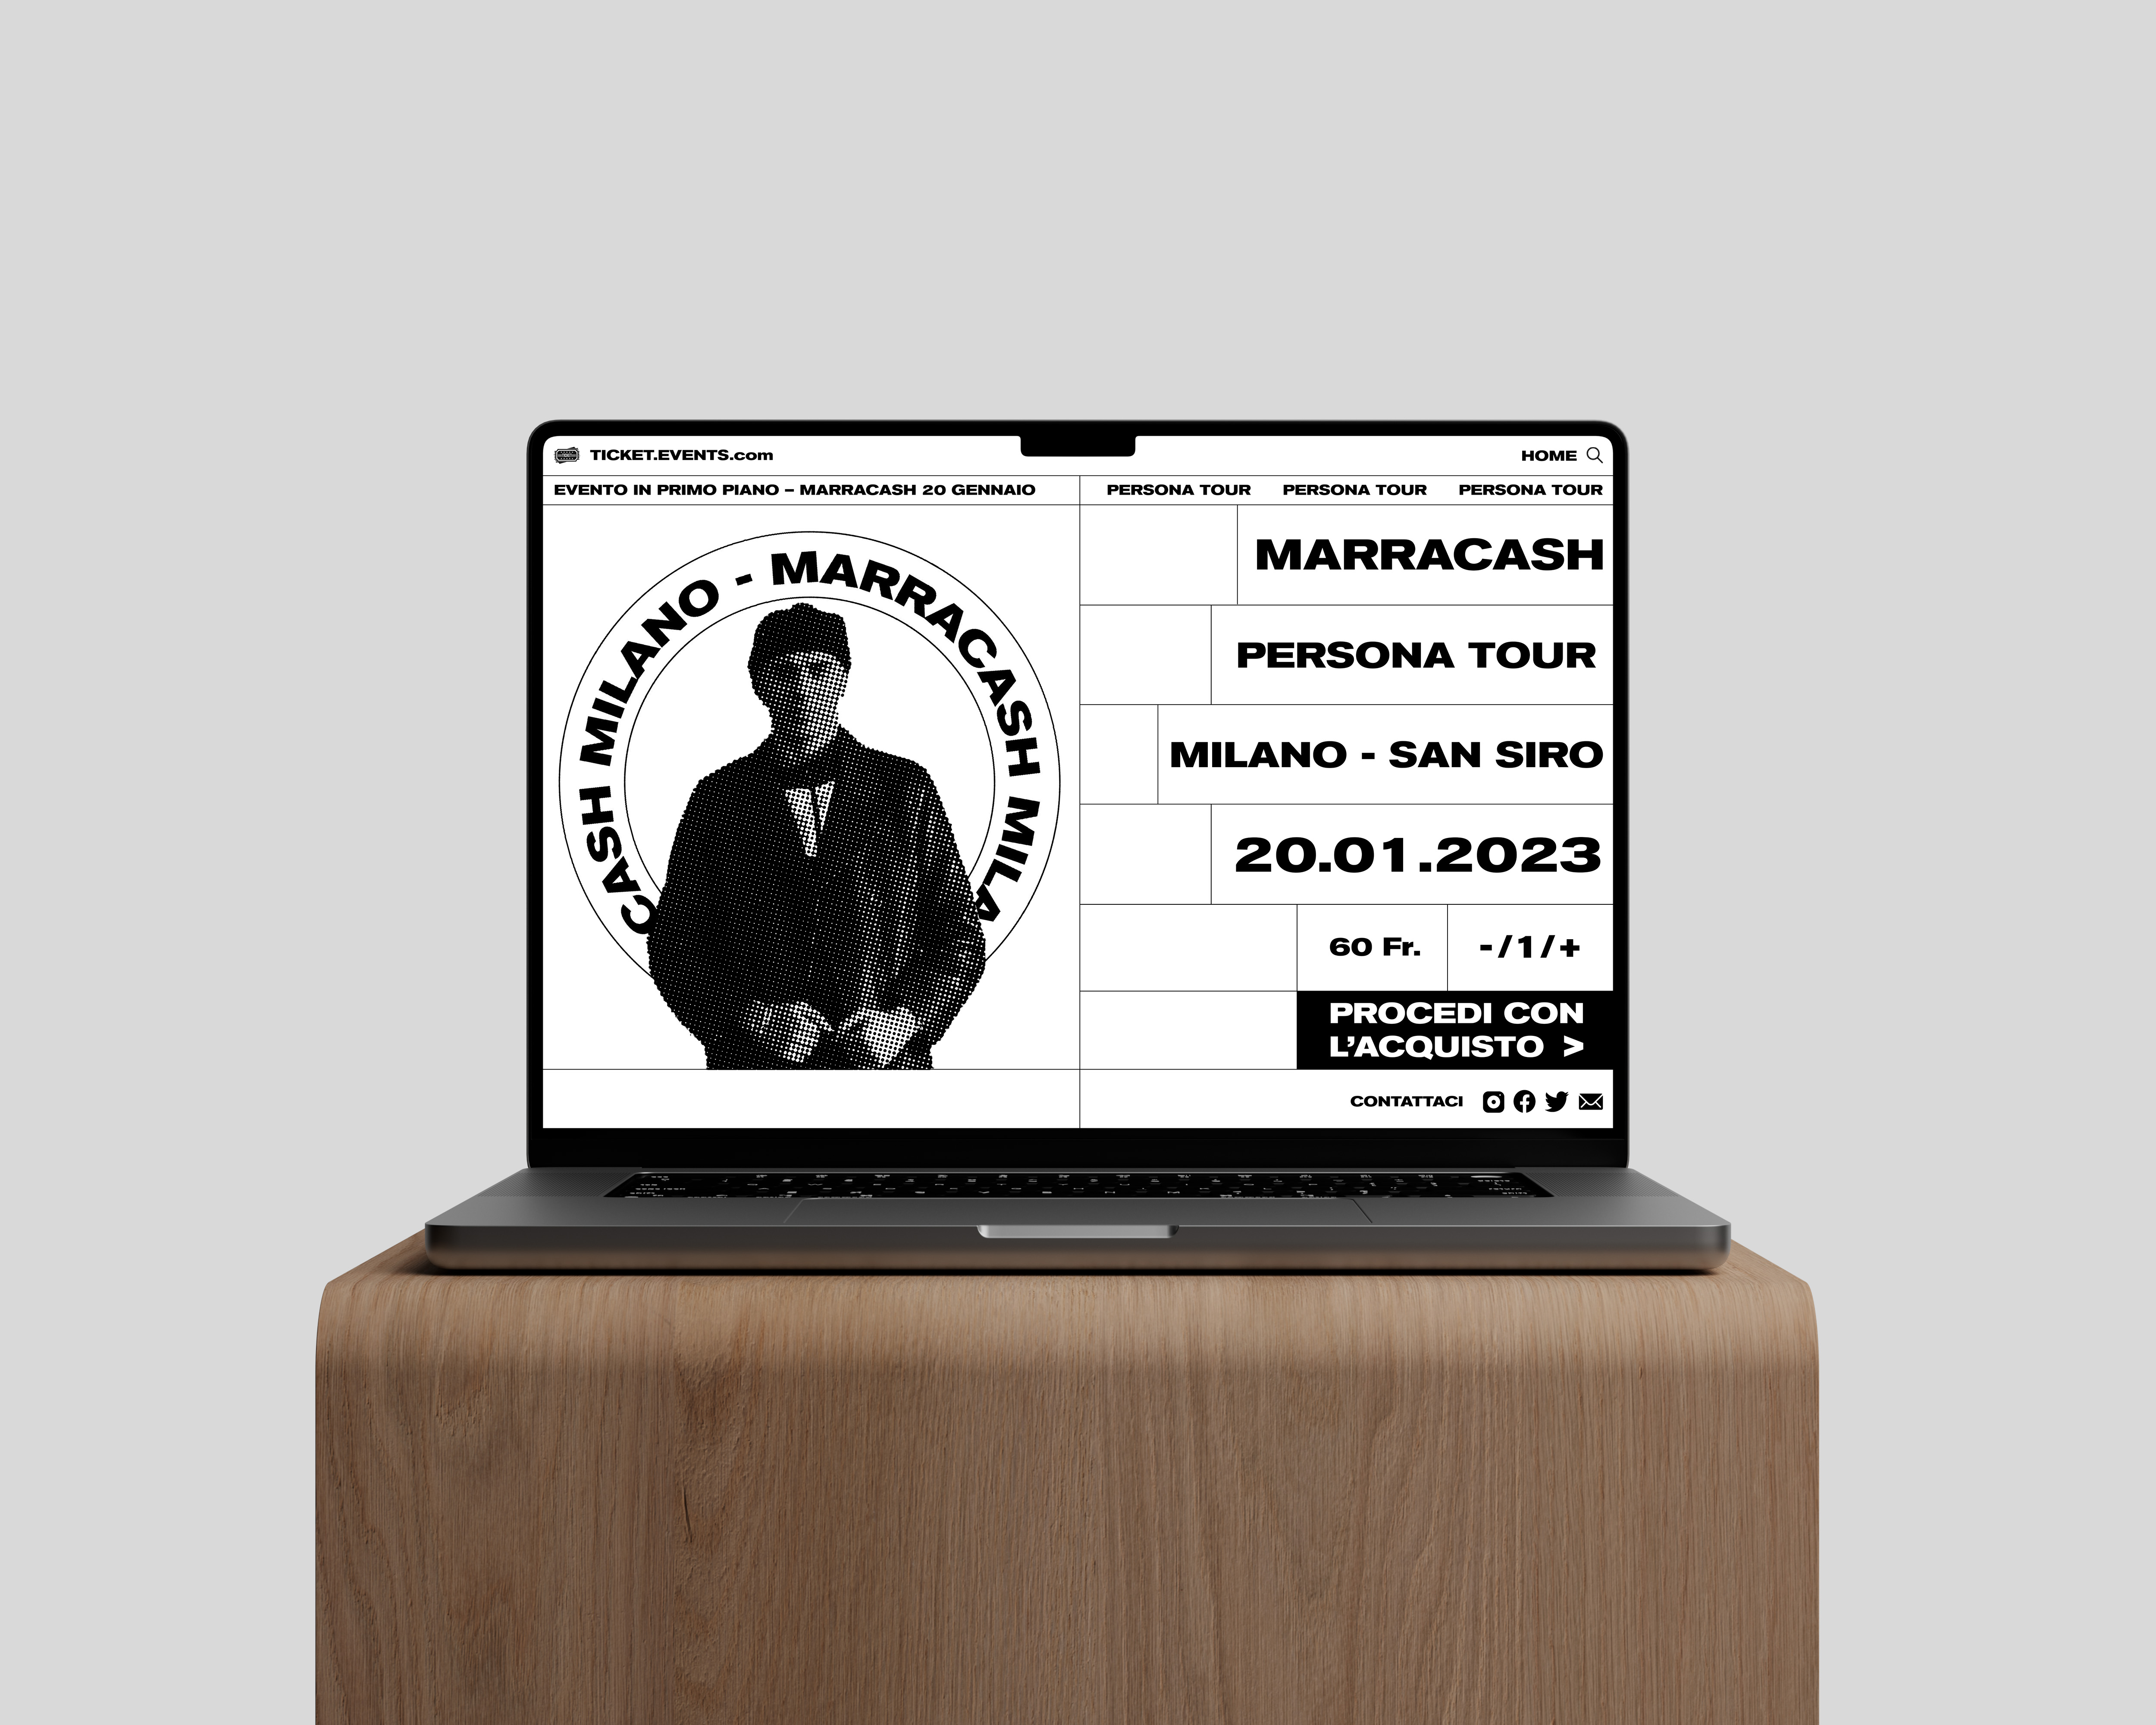 TICKET.EVENTS.com
HOME
EVENTO IN PRIMO PIANO – MARRACASH 20 GENNAIO
PERSONA TOUR PERSONA TOUR PERSONA TOUR
CASH MILANO - MARRACASH MILA
MARRACASH
PERSONA TOUR
MILANO - SAN SIRO
20.01.2023
60 Fr.
-/1/+
PROCEDI CON
L’ACQUISTO >
CONTATTACI